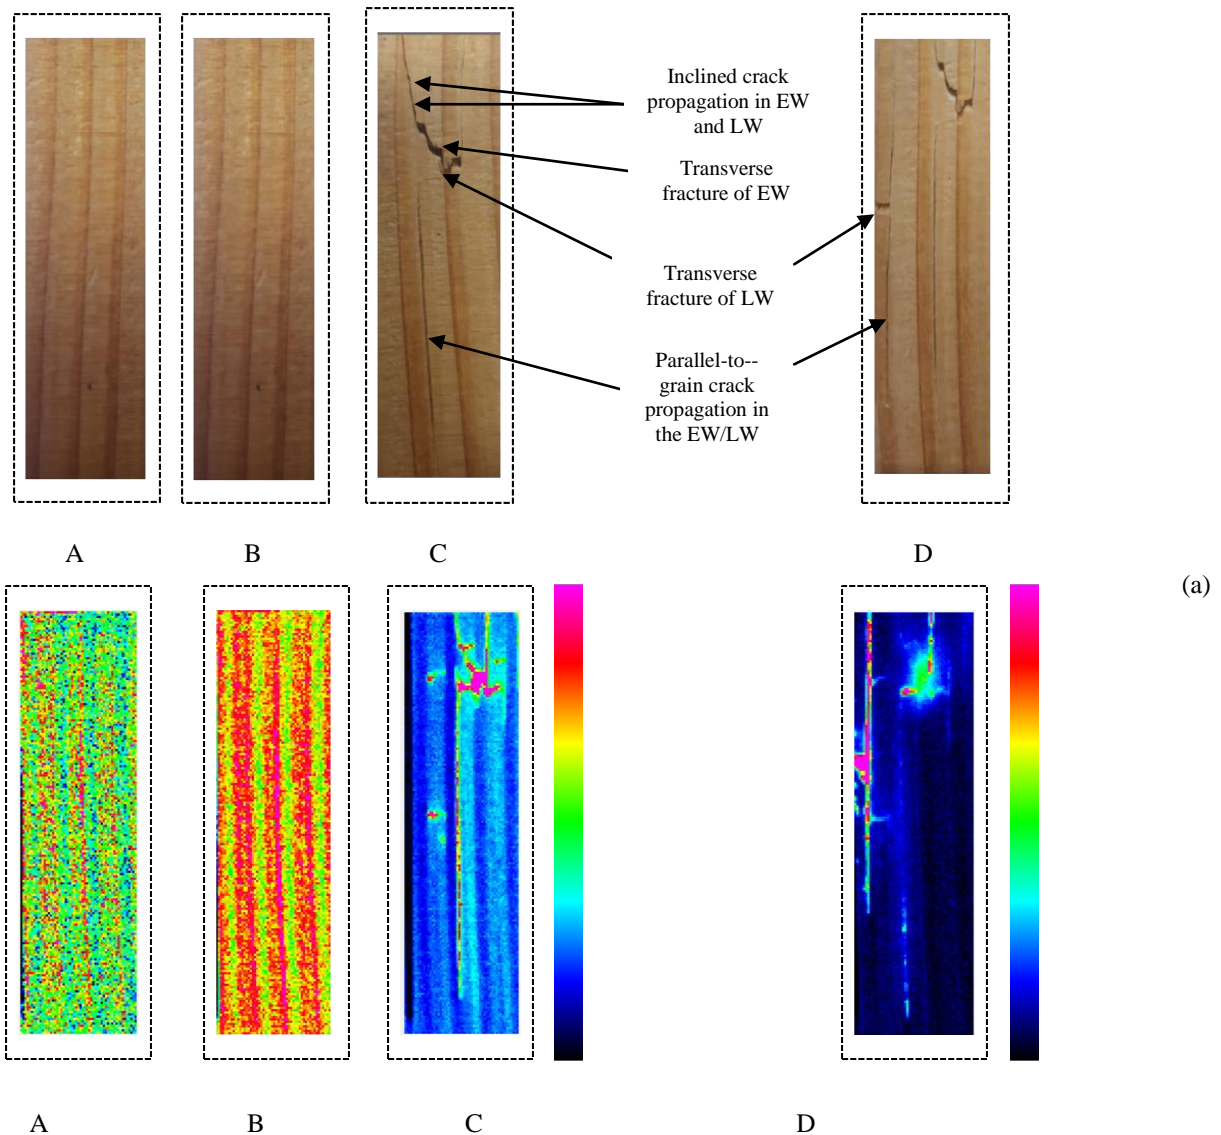 Inclined crack
propagation in EW
and LW
Transverse
fracture of EW
Transverse
fracture of LW
Parallel-to--
grain crack
propagation in
the EW/LW
A B C D
(a)
A B C D